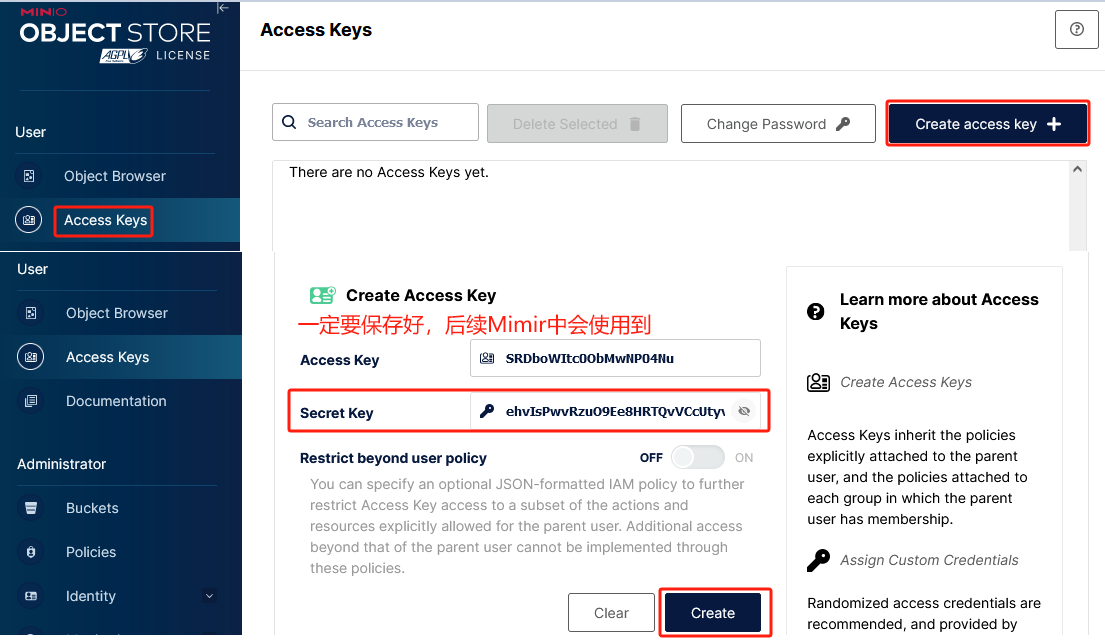 MINIO
OBJECT STORE
AGPLV3 LICENSE
User
Object Browser
Access Keys
Access Keys
Search Access Keys
Delete Selected
Change Password
Create access key
There are no Access Keys yet.
User
Object Browser
Access Keys
Documentation
Administrator
Buckets
Policies
Identity
Create Access Key
一定要保存好，后续Mimir中会使用到
Access Key
SRDboWItc0ObMwNP04Nu
Secret Key
ehvIsPwvRzuO9Ee8HRTQvVCcUtyv
Restrict beyond user policy
OFF
ON
You can specify an optional JSON-formatted IAM policy to further
restrict Access Key access to a subset of the actions and
resources explicitly allowed for the parent user. Additional access
beyond that of the parent user cannot be implemented through
these policies.
Clear
Create
Learn more about Access
Keys
Create Access Keys
Access Keys inherit the policies
explicitly attached to the parent
user, and the policies attached to
each group in which the parent
user has membership.
Assign Custom Credentials
Randomized access credentials are
recommended, and provided by